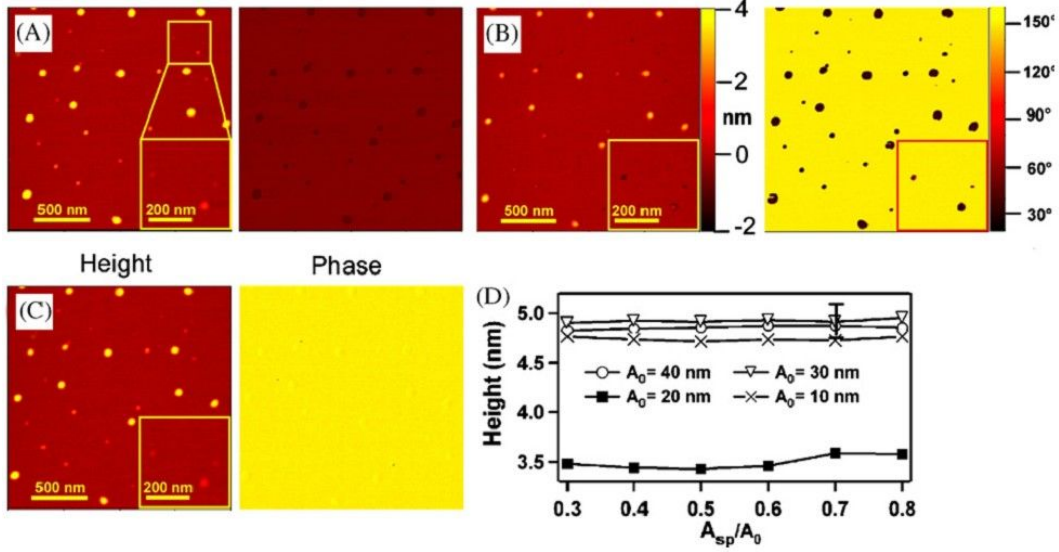 (A)
500 nm
200 nm
(B)
500 nm
200 nm
4
2
nm
0
-2
150°
120°
90°
60°
30°
Height
Phase
(C)
500 nm
200 nm
(D)
Height (nm)
5.0
4.5
4.0
3.5
A₀= 40 nm
A₀= 30 nm
A₀= 20 nm
A₀= 10 nm
0.3 0.4 0.5 0.6 0.7 0.8
Aₛₚ/A₀